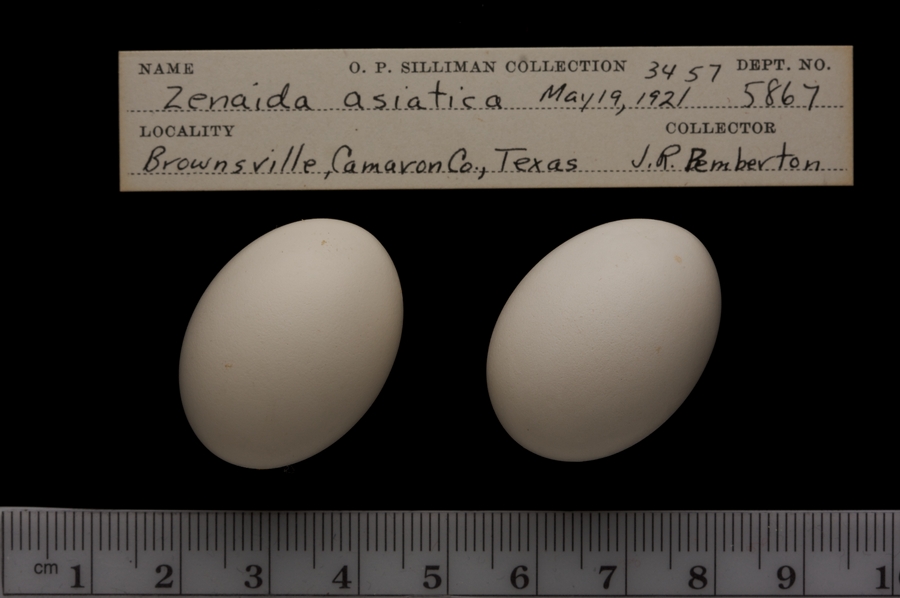 NAME O. P. SILLIMAN COLLECTION 3457 DEPT. NO.
Zenaida asiatica May 19, 1921 5867
LOCALITY COLLECTOR
Brownsville, Camaron Co., Texas J. R. Pemberton
cm 1 2 3 4 5 6 7 8 9 1